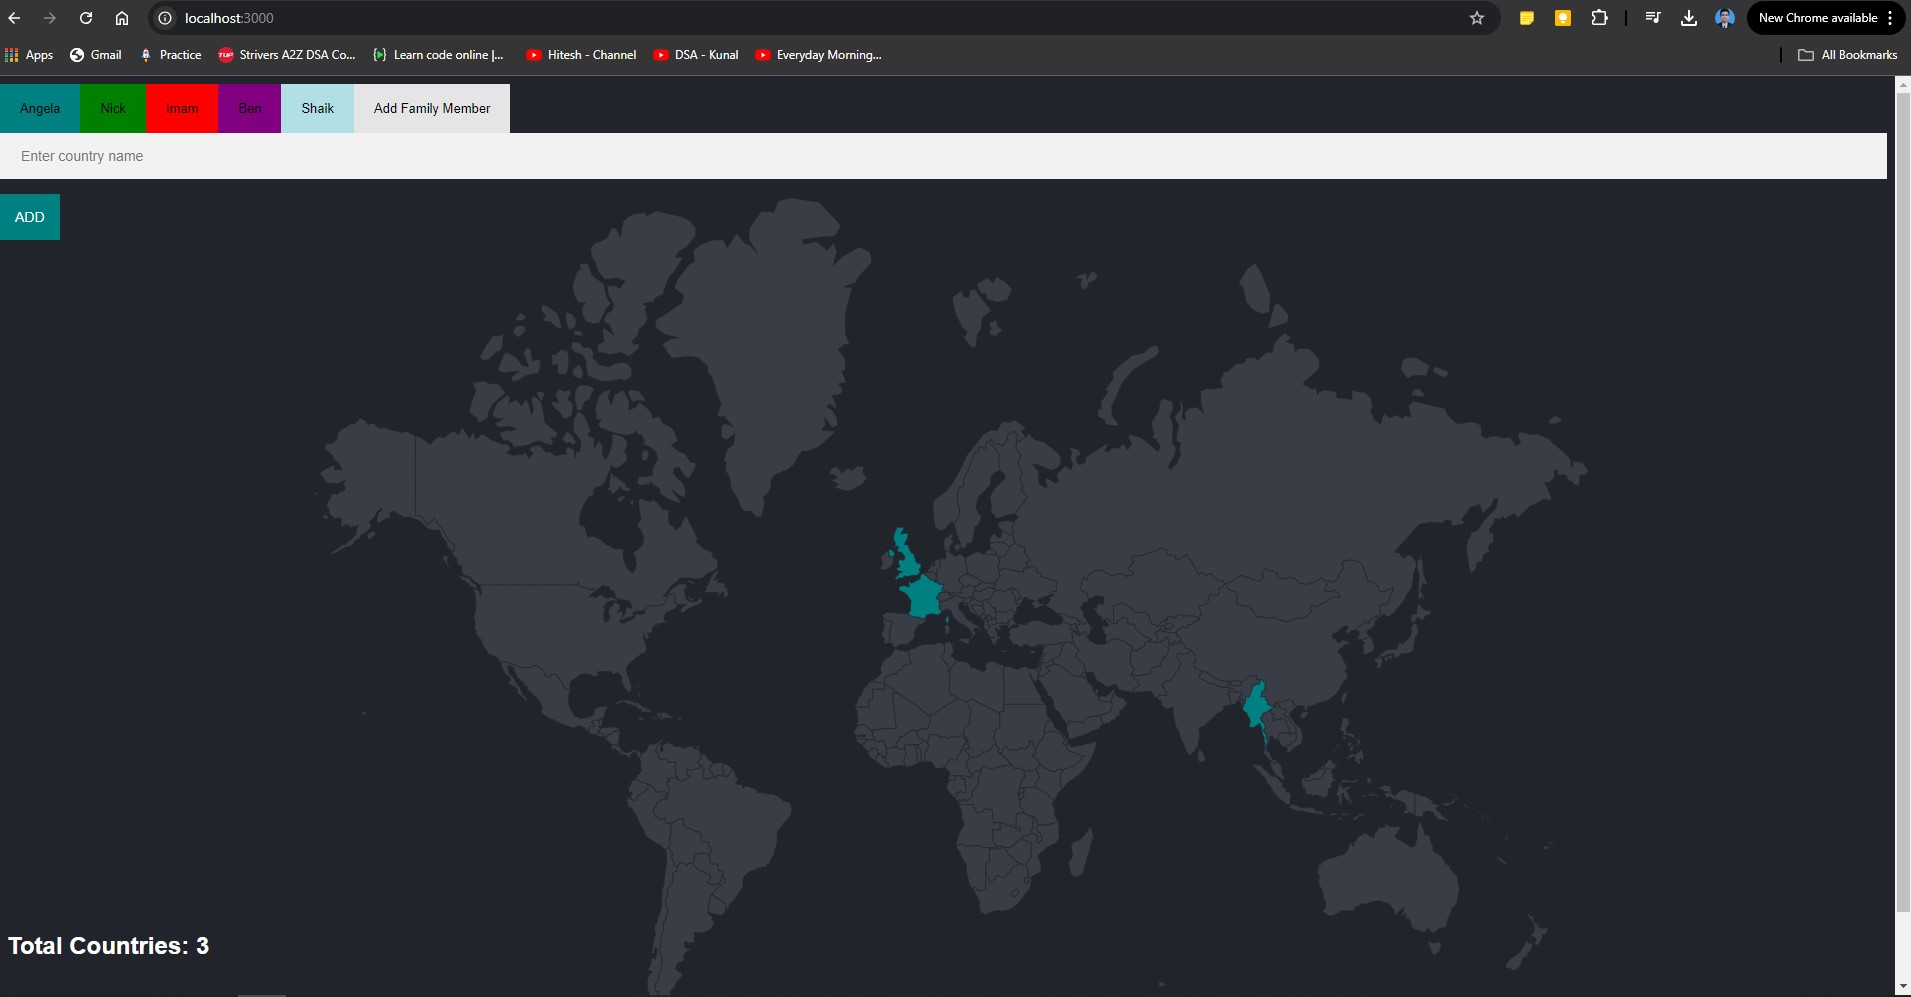 localhost:3000
New Chrome available
Apps Gmail Practice Strivers A2Z DSA Co... Learn code online |... Hitesh - Channel DSA - Kunal Everyday Morning... All Bookmarks
Angela Nick Imam Ben Shaik Add Family Member
Enter country name
ADD
Total Countries: 3